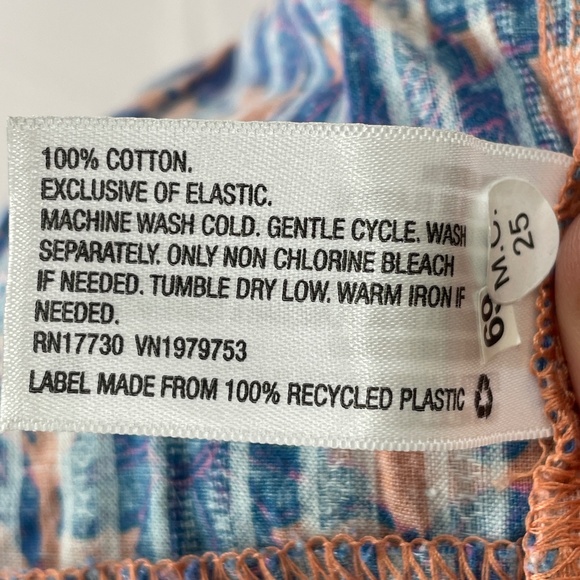 100% COTTON.
EXCLUSIVE OF ELASTIC.
MACHINE WASH COLD. GENTLE CYCLE. WASH
SEPARATELY. ONLY NON CHLORINE BLEACH
IF NEEDED. TUMBLE DRY LOW. WARM IRON IF
NEEDED.
RN17730 VN1979753
LABEL MADE FROM 100% RECYCLED PLASTIC
M.C.
25